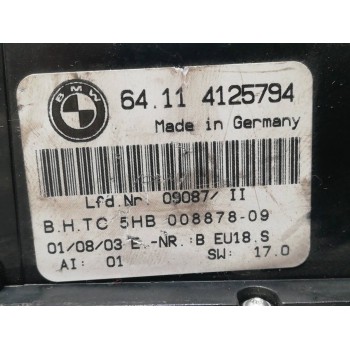 BMW
64.11 4125794
Made in Germany
Lfd.Nr. 09087/ II
B.H.TC 5HB 008878-09
01/08/03 E.-NR. :B EU18.S
AI: 01 SW: 17.0